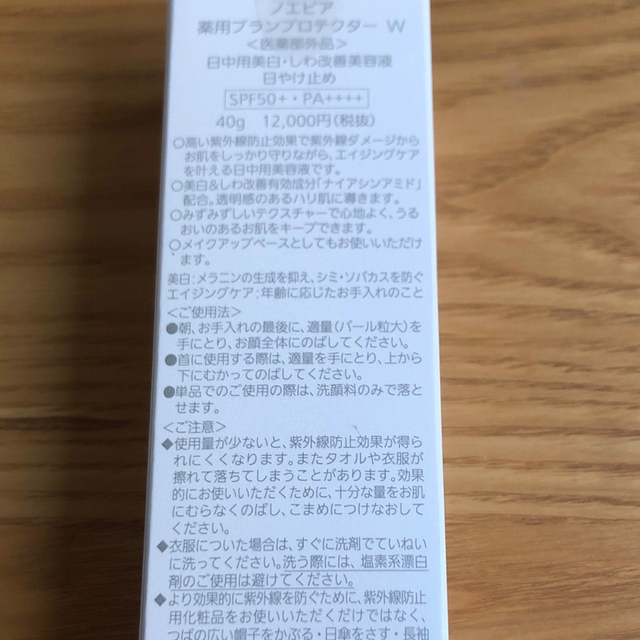 ノエビア
薬用ブランプロテクター W
＜医薬部外品＞
日中用美白・しわ改善美容液
日やけ止め
SPF50+・PA++++
40g 12,000円(税抜)
○高い紫外線防止効果で紫外線ダメージから
お肌をしっかり守りながら、エイジングケア
を叶える日中用美容液です。
○美白&しわ改善有効成分「ナイアシンアミド」
配合。透明感のあるハリ肌に導きます。
○みずみずしいテクスチャーで心地よく、うる
おいのあるお肌をキープできます。
○メイクアップベースとしてもお使いいただけ
ます。
美白：メラニンの生成を抑え、シミ・ソバカスを防ぐ
エイジングケア：年齢に応じたお手入れのこと
＜ご使用法＞
●朝、お手入れの最後に、適量(パール粒大)を
手にとり、お顔全体にのばしてください。
●首に使用する際は、適量を手にとり、上から
下にむかってのばしてください。
●単品でのご使用の際は、洗顔料のみで落と
せます。
＜ご注意＞
◆使用量が少ないと、紫外線防止効果が得ら
れにくくなります。またタオルや衣服が
擦れて落ちてしまうことがあります。効果
的にお使いいただくために、十分な量をお肌
にむらなくのばし、こまめにつけなおして
ください。
◆衣服についた場合は、すぐに洗剤でていねい
に洗ってください。洗う際には、塩素系漂白
剤のご使用は避けてください。
◆より効果的に紫外線を防ぐために、紫外線防止
用化粧品をお使いいただくだけではなく、
つばの広い帽子をかぶる・日傘をさす・長袖